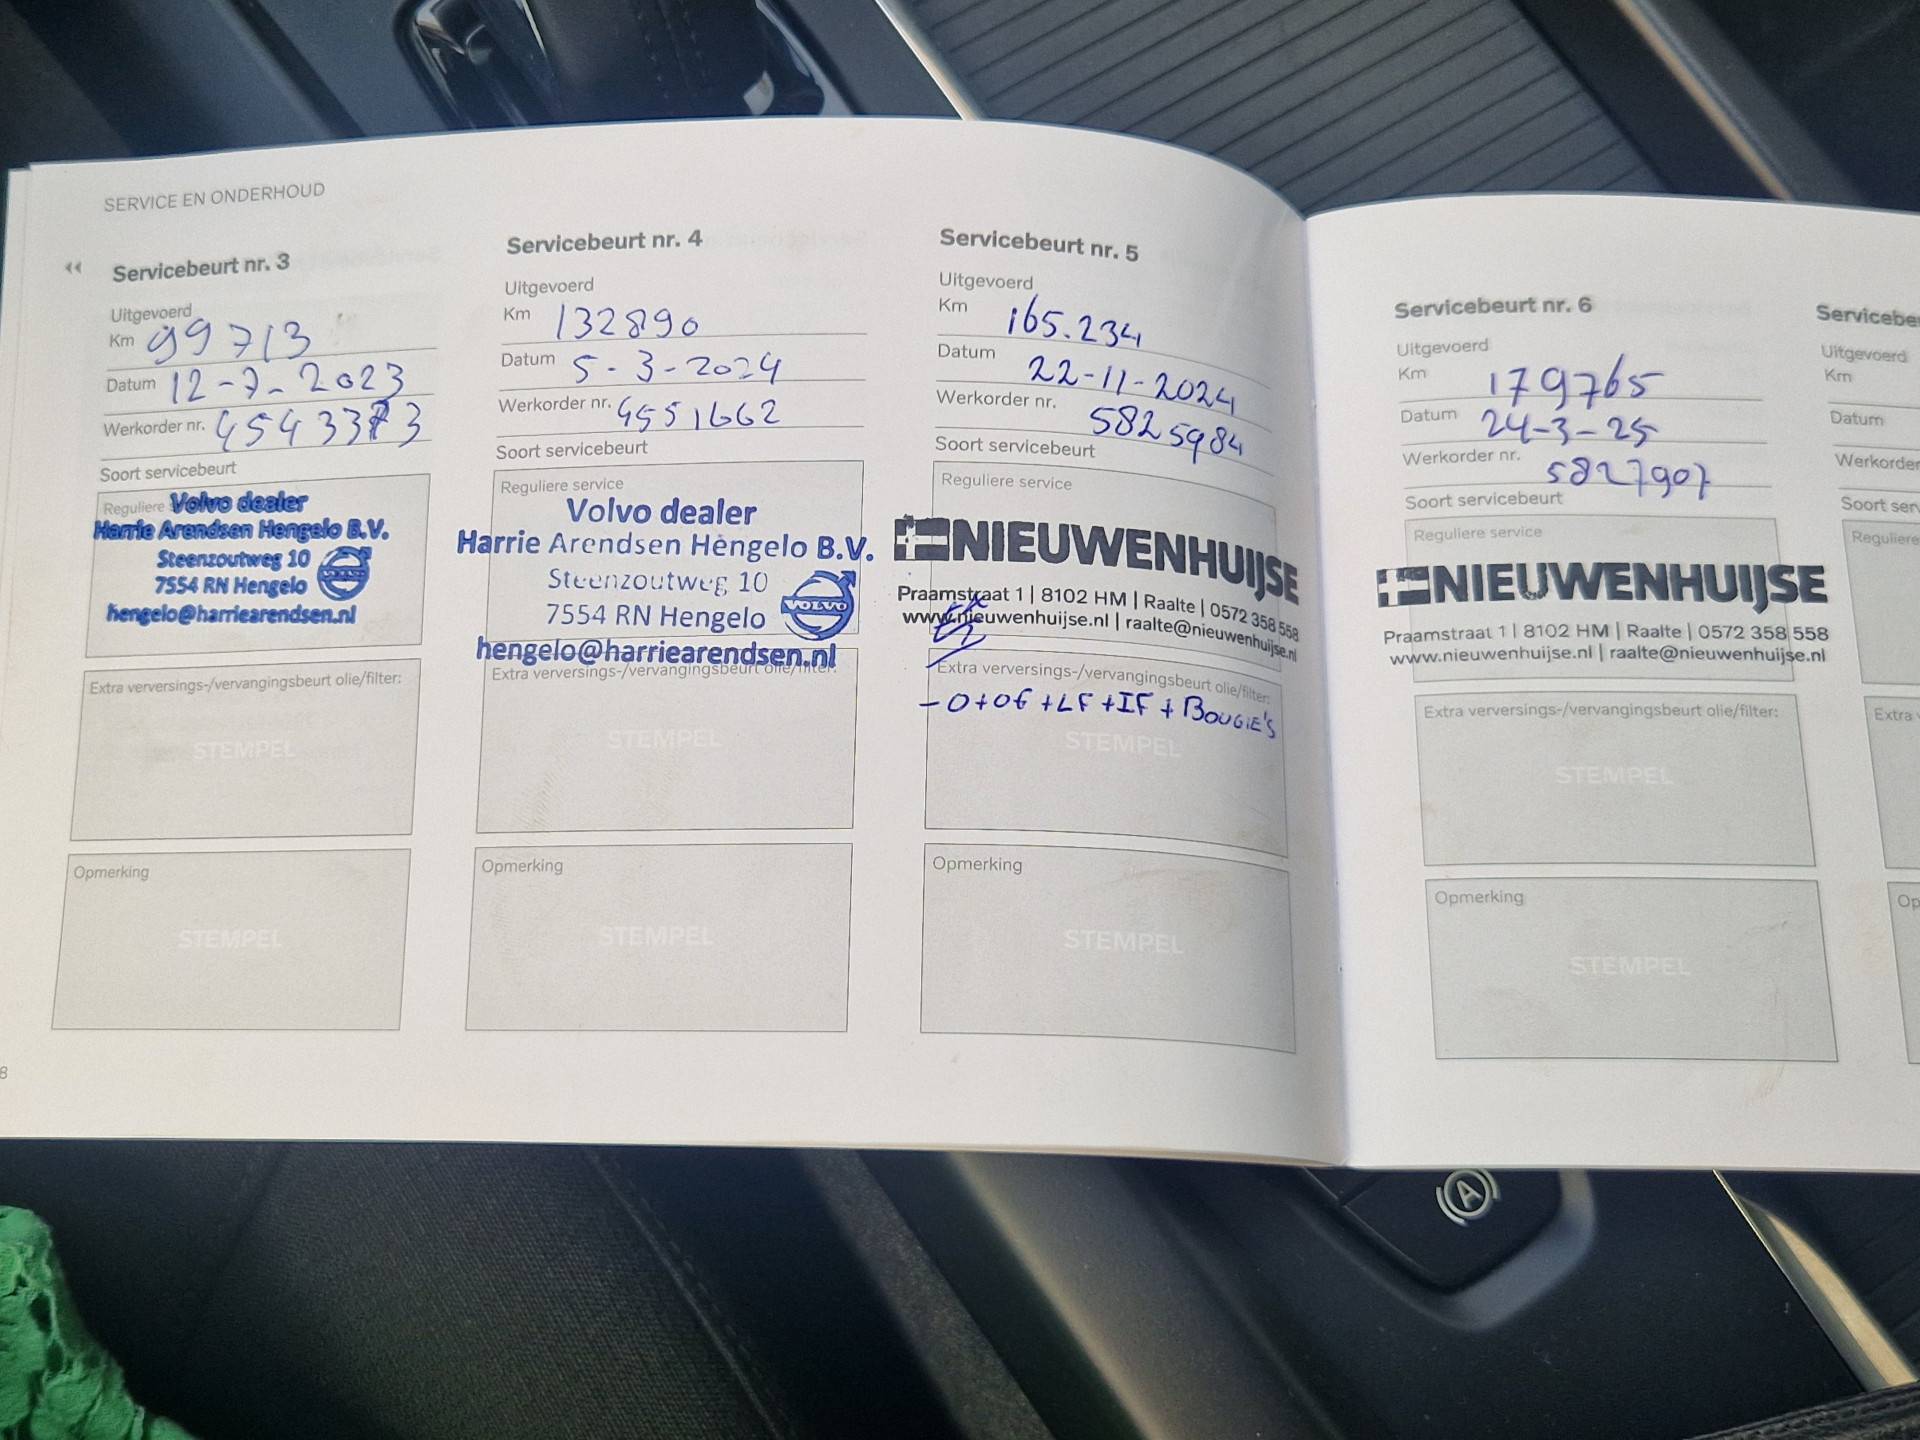 SERVICE EN ONDERHOUD
Servicebeurt nr. 3
Uitgevoerd
Km 99713
Datum 12-7-2023
Werkorder nr.
Soort servicebeurt
Reguliere
Volvo dealer
Harrie Arendsen Hengelo B.V.
Steenzoutweg 10
7554 RN Hengelo
VOLVO
hengelo@harriearendsen.nl
Extra verversings-/vervangingsbeurt olie/filter:
STEMPEL
Opmerking
STEMPEL
8
Servicebeurt nr. 4
Uitgevoerd
Km 132890
Datum 5-3-2024
Werkorder nr. 4551662
Soort servicebeurt
Reguliere service
Volvo dealer
Harrie Arendsen Hengelo B.V.
Steenzoutweg 10
7554 RN Hengelo
VOLVO
hengelo@harriearendsen.nl
Extra verversings-/vervangingsbeurt olie/filter:
STEMPEL
Opmerking
STEMPEL
Servicebeurt nr. 5
Uitgevoerd
Km 165.234
Datum 22-11-2024
Werkorder nr. 5825984
Soort servicebeurt
Reguliere service
NIEUWENHUIJSE
Praamstraat 1 | 8102 HM | Raalte | 0572 358 558
www.nieuwenhuijse.nl | raalte@nieuwenhuijse.nl
Extra verversings-/vervangingsbeurt olie/filter:
- O+OF+LF+IF+BOUGIE'S
STEMPEL
Opmerking
STEMPEL
Servicebeurt nr. 6
Uitgevoerd
Km 179765
Datum 24-3-25
Werkorder nr. 5827907
Soort servicebeurt
Reguliere service
NIEUWENHUIJSE
Praamstraat 1 | 8102 HM | Raalte | 0572 358 558
www.nieuwenhuijse.nl | raalte@nieuwenhuijse.nl
Extra verversings-/vervangingsbeurt olie/filter:
STEMPEL
Opmerking
STEMPEL
Servicebe
Uitgevoerd
Km
Datum
Werkorder
Soort ser
Reguliere
Extra
Op
A